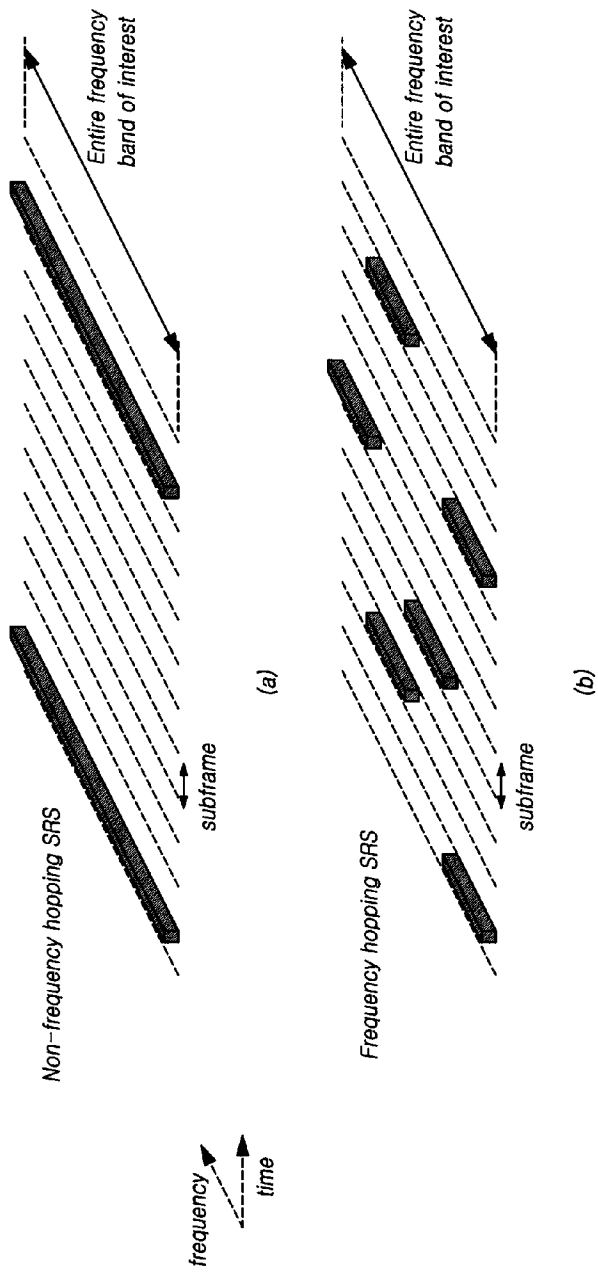 Non-frequency hopping SRS
Entire frequency
band of interest
subframe
(a)
frequency
time
Frequency hopping SRS
Entire frequency
band of interest
subframe
(b)